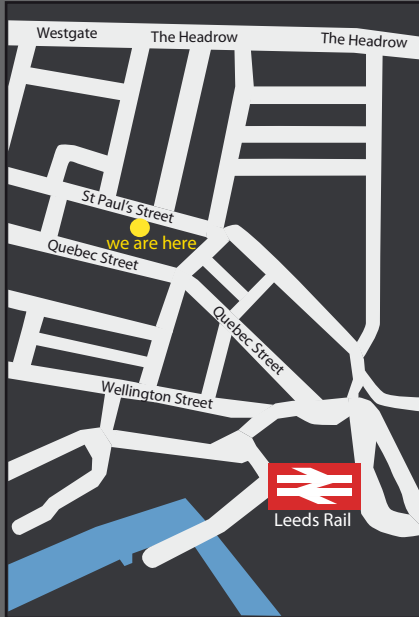 Westgate
The Headrow
The Headrow
St Paul's Street
we are here
Quebec Street
Quebec Street
Wellington Street
Leeds Rail